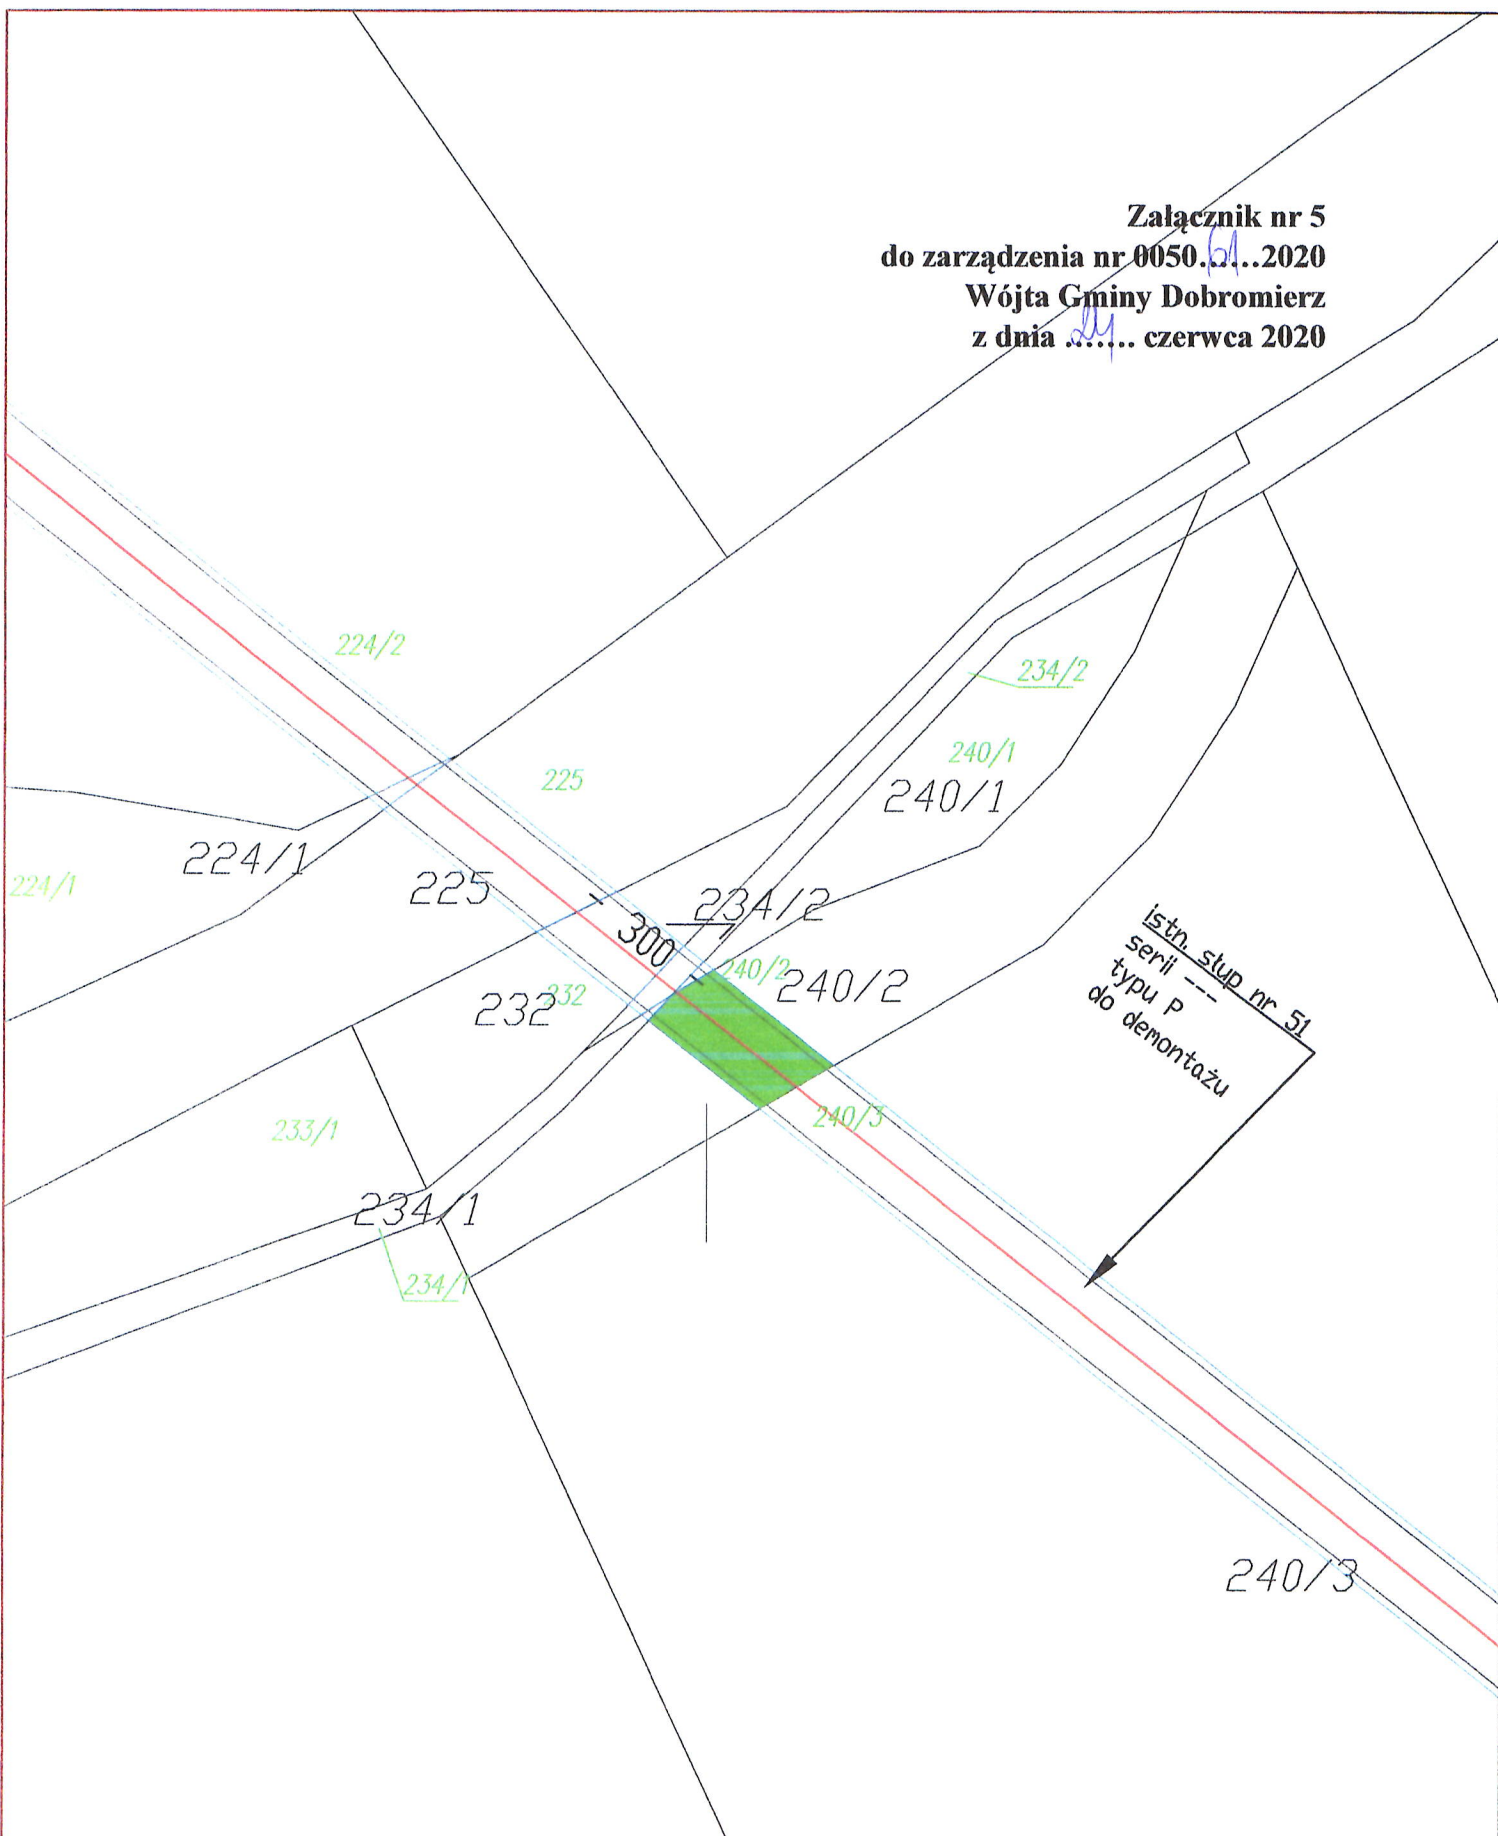 Załącznik nr 5
do zarządzenia nr 0050.61...2020
Wójta Gminy Dobromierz
z dnia ....... czerwca 2020
224/2
234/2
240/1
240/1
225
224/1
224/1
225
234/2
300
240/2
240/2
232
232
istn. słup nr 51
serii ---
typu P
do demontażu
240/3
233/1
234/1
234/1
240/3